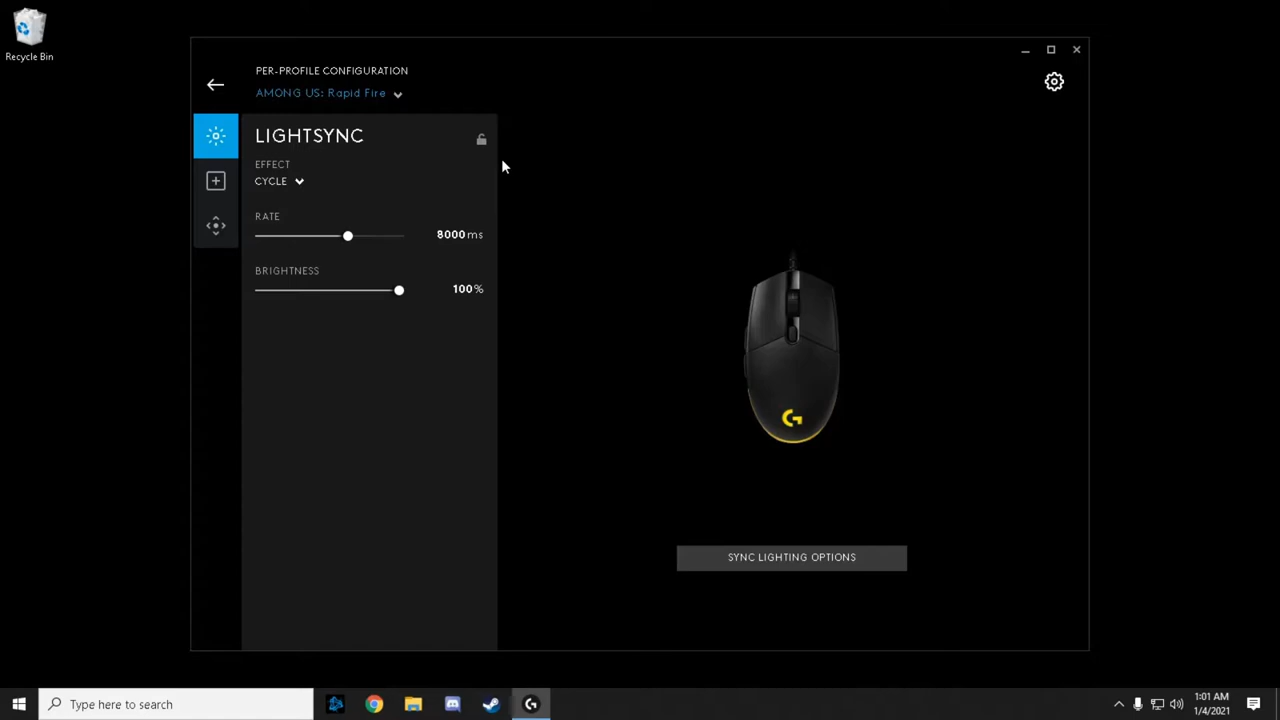 Recycle Bin
PER-PROFILE CONFIGURATION
AMONG US: Rapid Fire
LIGHTSYNC
EFFECT
CYCLE
RATE
8000 ms
BRIGHTNESS
100%
SYNC LIGHTING OPTIONS
Type here to search
1:01 AM
1/4/2021